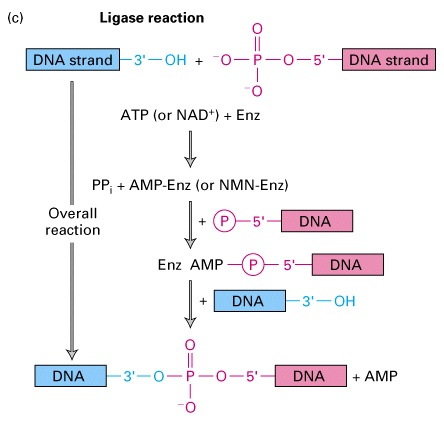 (c) Ligase reaction
DNA strand 3' OH + ⁻O P O 5' DNA strand
O
O
⁻O
ATP (or NAD⁺) + Enz
PPi + AMP-Enz (or NMN-Enz)
Overall
reaction
+ P 5' DNA
Enz AMP P 5' DNA
+ DNA 3' OH
O
DNA 3' O P O 5' DNA + AMP
⁻O